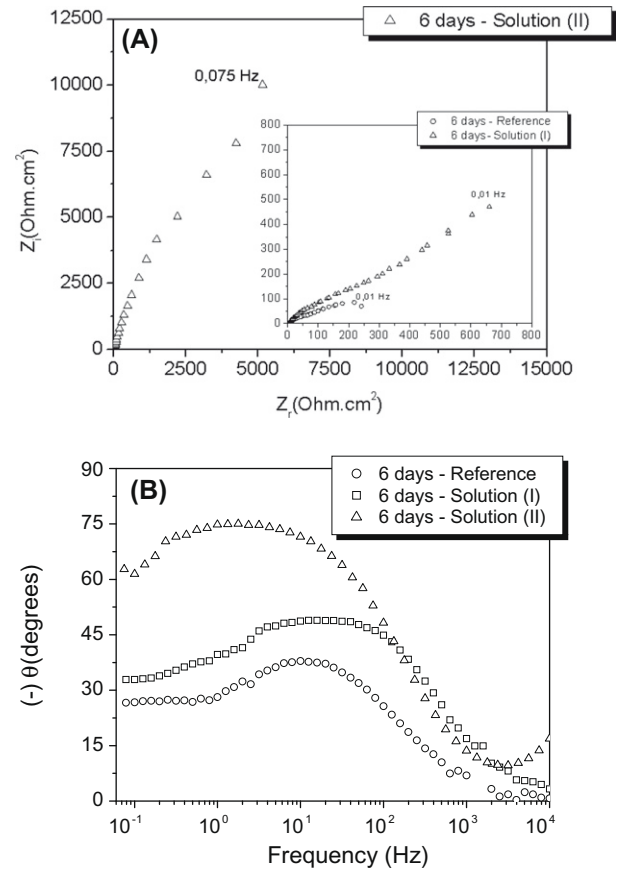 (A)
△ 6 days - Solution (II)
12500
10000
7500
5000
2500
0
Zi(Ohm.cm²)
0,075 Hz
○ 6 days - Reference
△ 6 days- Solution (I)
800
700
600
500
400
300
200
100
0
0,01 Hz
0,01 Hz
0 100 200 300 400 500 600 700 800
0 2500 5000 7500 10000 12500 15000
Zr(Ohm.cm²)
(B)
○ 6 days - Reference
□ 6 days - Solution (I)
△ 6 days - Solution (II)
90
75
60
45
30
15
0
(-) θ(degrees)
10⁻¹ 10⁰ 10¹ 10² 10³ 10⁴
Frequency (Hz)